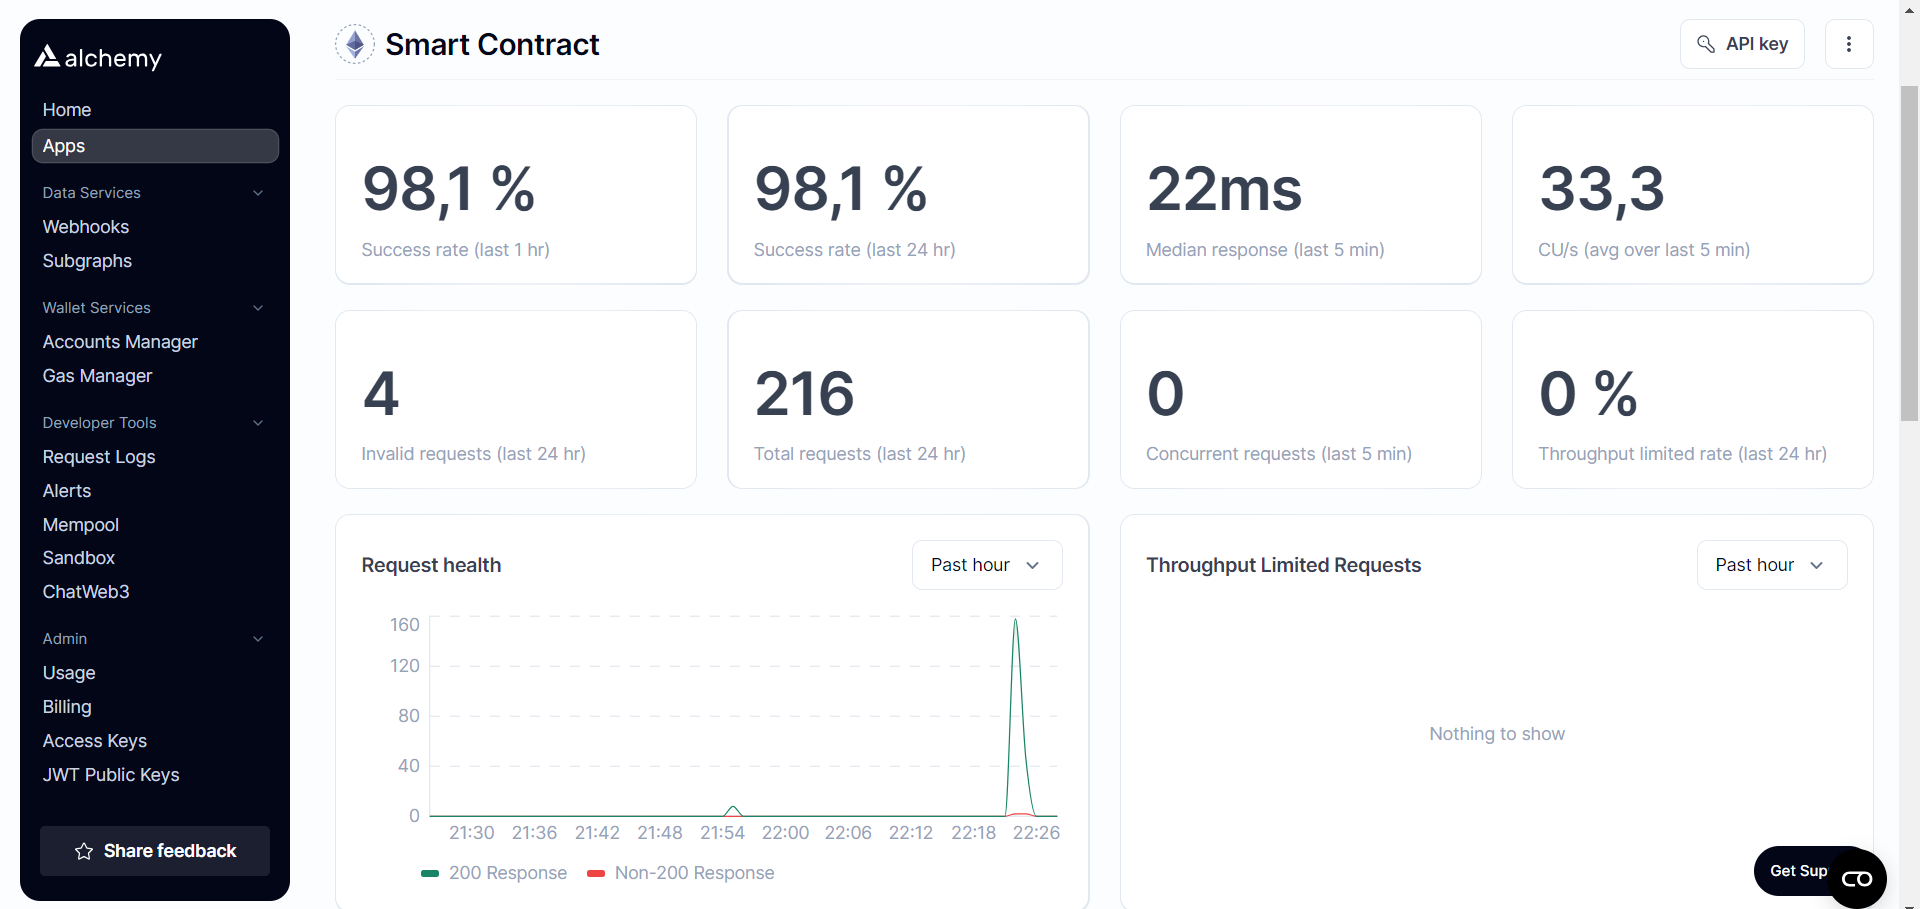 alchemy
Home
Apps
Data Services
Webhooks
Subgraphs
Wallet Services
Accounts Manager
Gas Manager
Developer Tools
Request Logs
Alerts
Mempool
Sandbox
ChatWeb3
Admin
Usage
Billing
Access Keys
JWT Public Keys
Share feedback
Smart Contract
API key
98,1 %
Success rate (last 1 hr)
98,1 %
Success rate (last 24 hr)
22ms
Median response (last 5 min)
33,3
CU/s (avg over last 5 min)
4
Invalid requests (last 24 hr)
216
Total requests (last 24 hr)
0
Concurrent requests (last 5 min)
0 %
Throughput limited rate (last 24 hr)
Request health
Past hour
160
120
80
40
0
21:30 21:36 21:42 21:48 21:54 22:00 22:06 22:12 22:18 22:26
200 Response Non-200 Response
Throughput Limited Requests
Past hour
Nothing to show
Get Sup